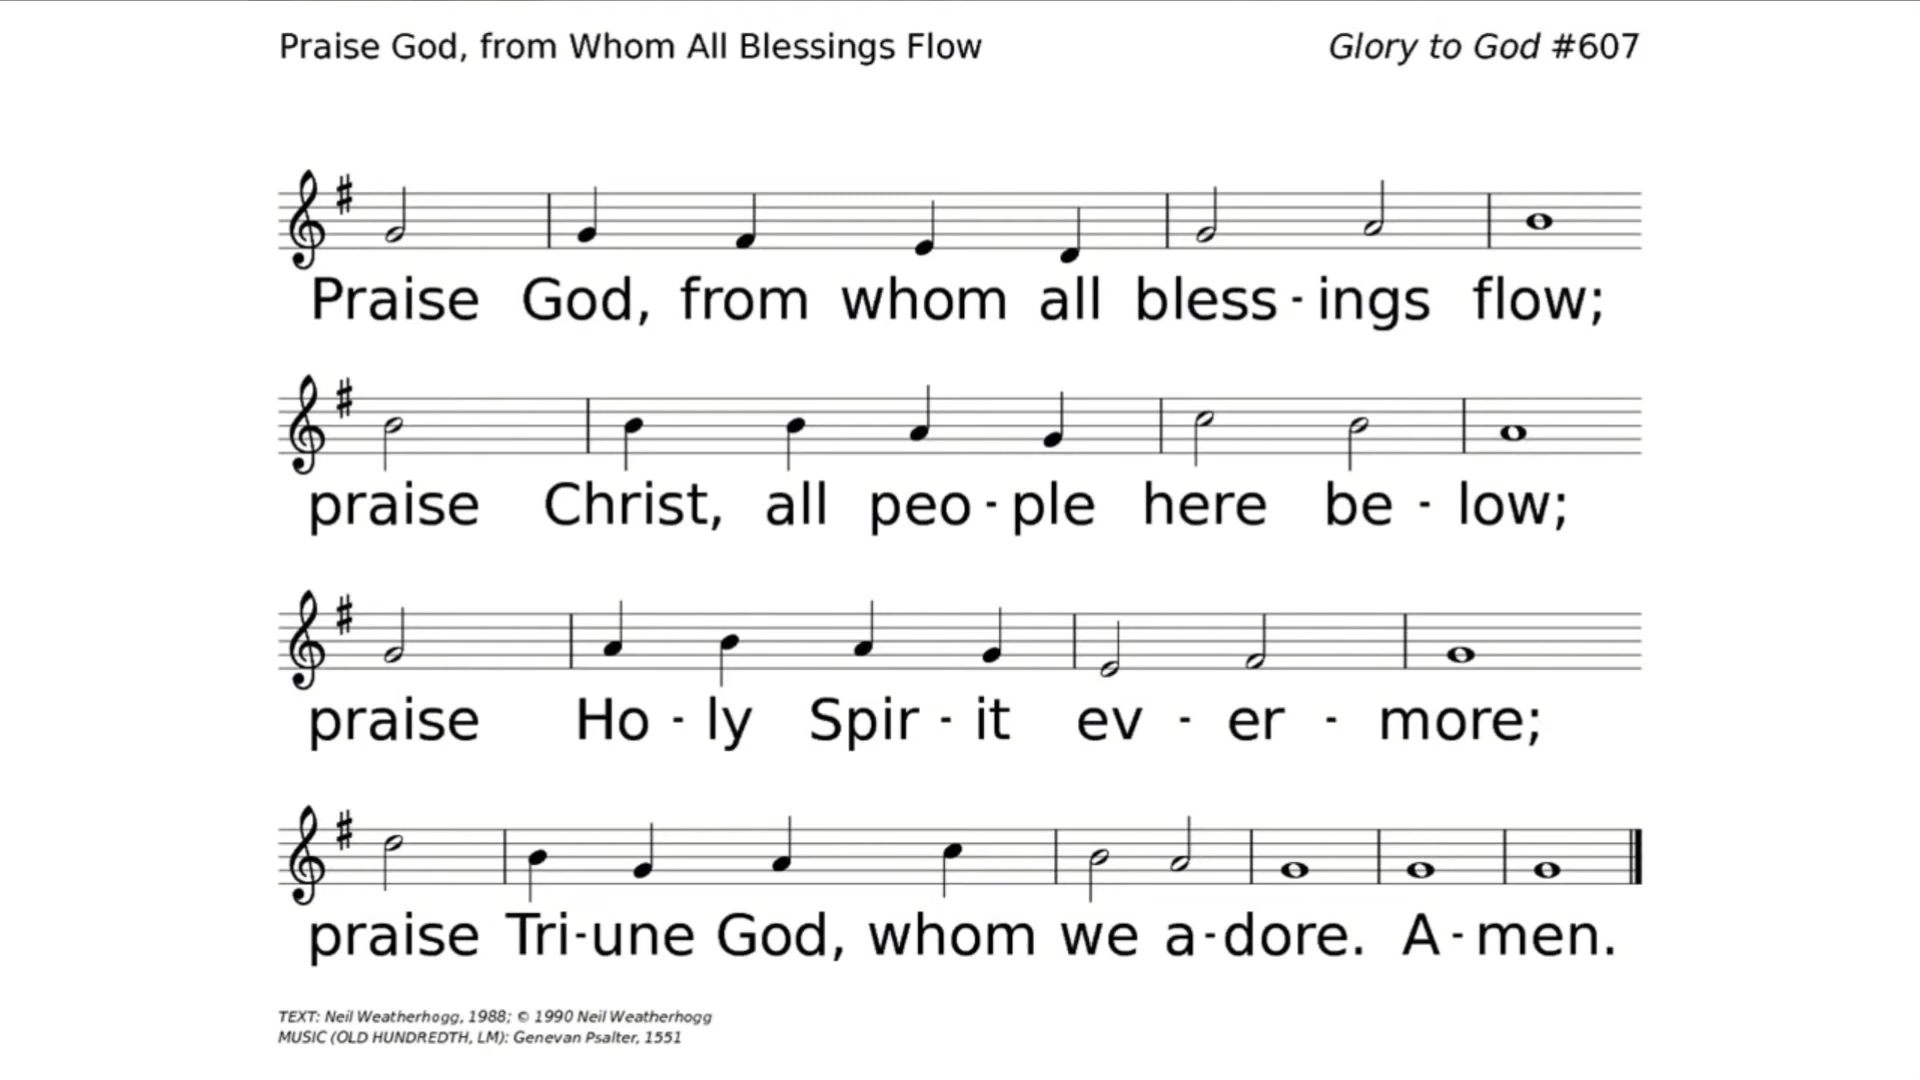 Praise God, from Whom All Blessings Flow Glory to God #607
Praise God, from whom all bless - ings flow;
praise Christ, all peo - ple here be - low;
praise Ho - ly Spir - it ev - er - more;
praise Tri - une God, whom we a - dore. A - men.
TEXT: Neil Weatherhogg, 1988; © 1990 Neil Weatherhogg
MUSIC (OLD HUNDREDTH, LM): Genevan Psalter, 1551